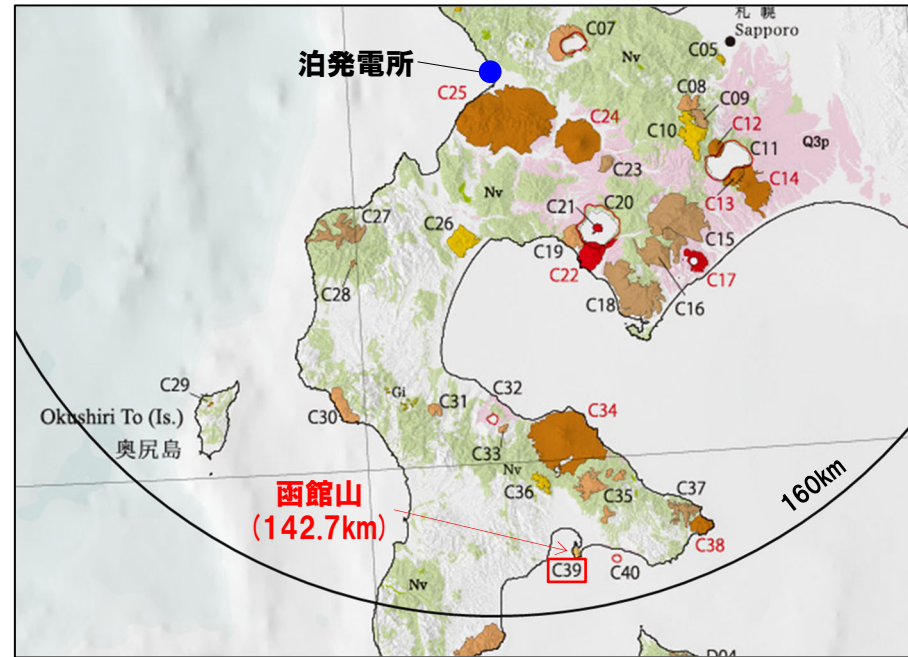 札幌
Sapporo
C07
C05
Nv
泊発電所
C25
C24
C08
C09
C10
C12
C11
Q3p
C23
C14
C13
Nv
C21
C20
C27
C26
C19
C15
C22
C17
C28
C18
C16
C29
Okushiri To (Is.)
奥尻島
Gi
C30
C31
C32
C34
C33
Nv
C36
C35
C37
160km
函館山
(142.7km)
C38
C39
C40
Nv
D04